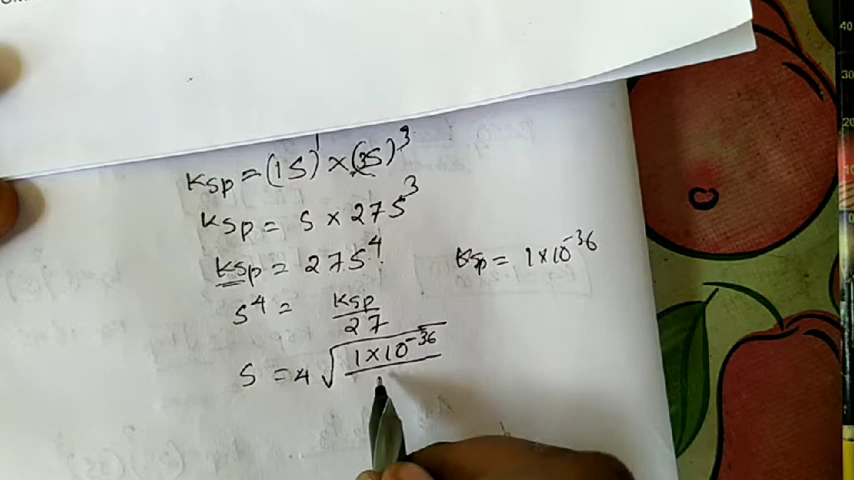 Ksp = (1S)¹ × (3S)³
Ksp = S × 27S³
Ksp = 27S⁴
Ksp = 1×10⁻³⁶
S⁴ = Ksp/27
S = 4√1×10⁻³⁶